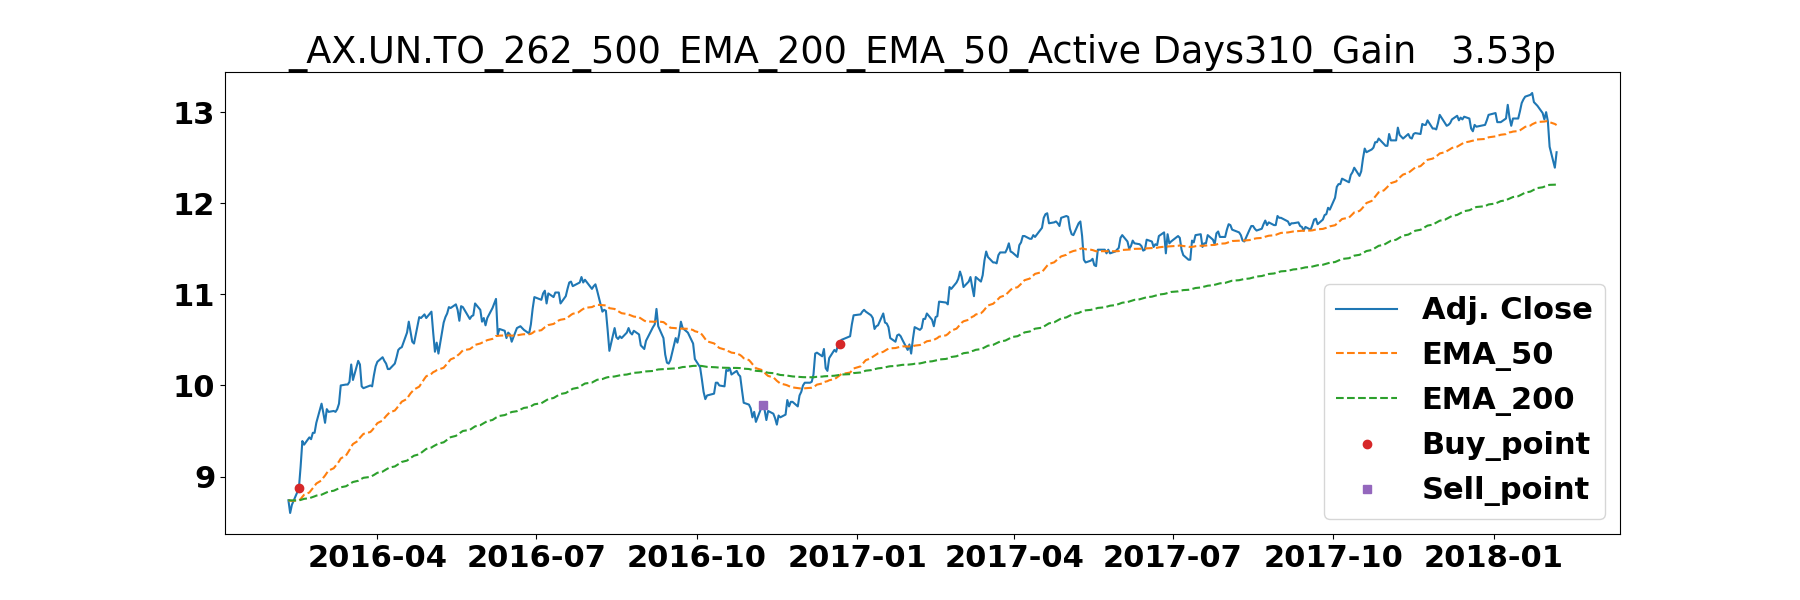 _AX.UN.TO_262_500_EMA_200_EMA_50_Active Days310_Gain   3.53p
13
12
11
10
9
2016-04 2016-07 2016-10 2017-01 2017-04 2017-07 2017-10 2018-01
Adj. Close
EMA_50
EMA_200
Buy_point
Sell_point